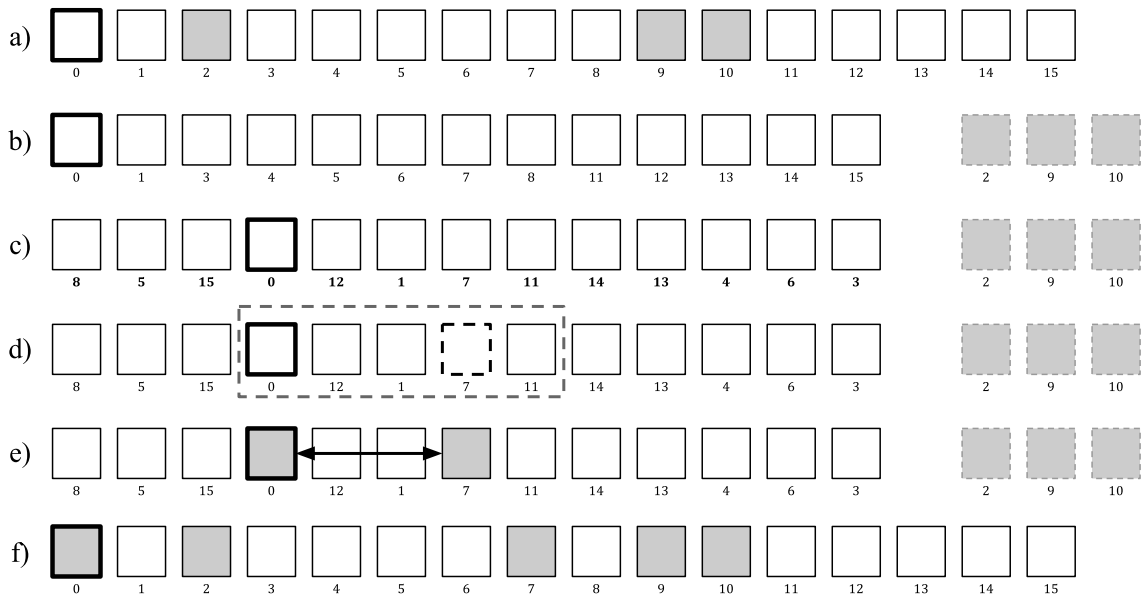 a)
0 1 2 3 4 5 6 7 8 9 10 11 12 13 14 15
b)
0 1 3 4 5 6 7 8 11 12 13 14 15 2 9 10
c)
8 5 15 0 12 1 7 11 14 13 4 6 3 2 9 10
d)
8 5 15 0 12 1 7 11 14 13 4 6 3 2 9 10
e)
8 5 15 0 12 1 7 11 14 13 4 6 3 2 9 10
f)
0 1 2 3 4 5 6 7 8 9 10 11 12 13 14 15